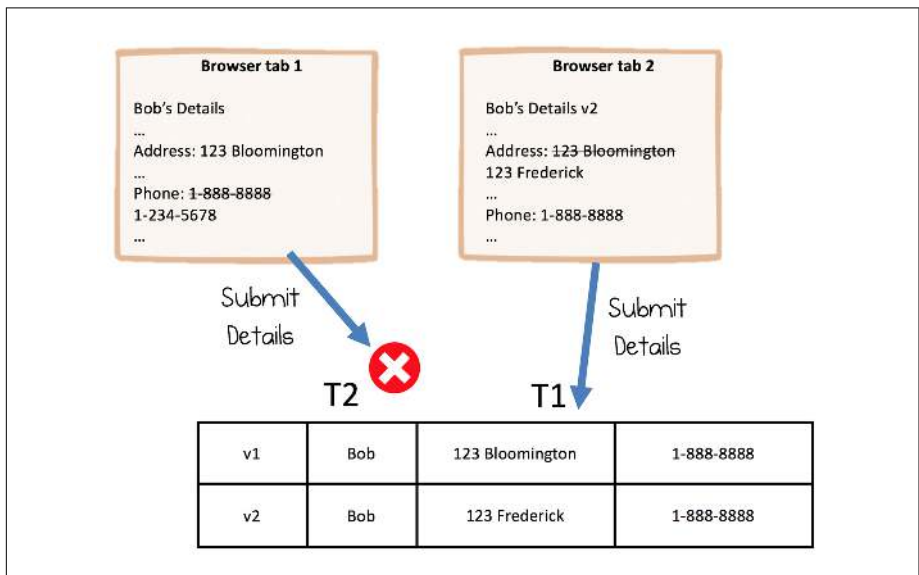 Browser tab 1
Bob's Details
...
Address: 123 Bloomington
...
Phone: 1-888-8888
1-234-5678
...
Browser tab 2
Bob's Details v2
...
Address: 123 Bloomington
123 Frederick
...
Phone: 1-888-8888
...
Submit
Details
Submit
Details
T2
T1
v1 Bob 123 Bloomington 1-888-8888
v2 Bob 123 Frederick 1-888-8888